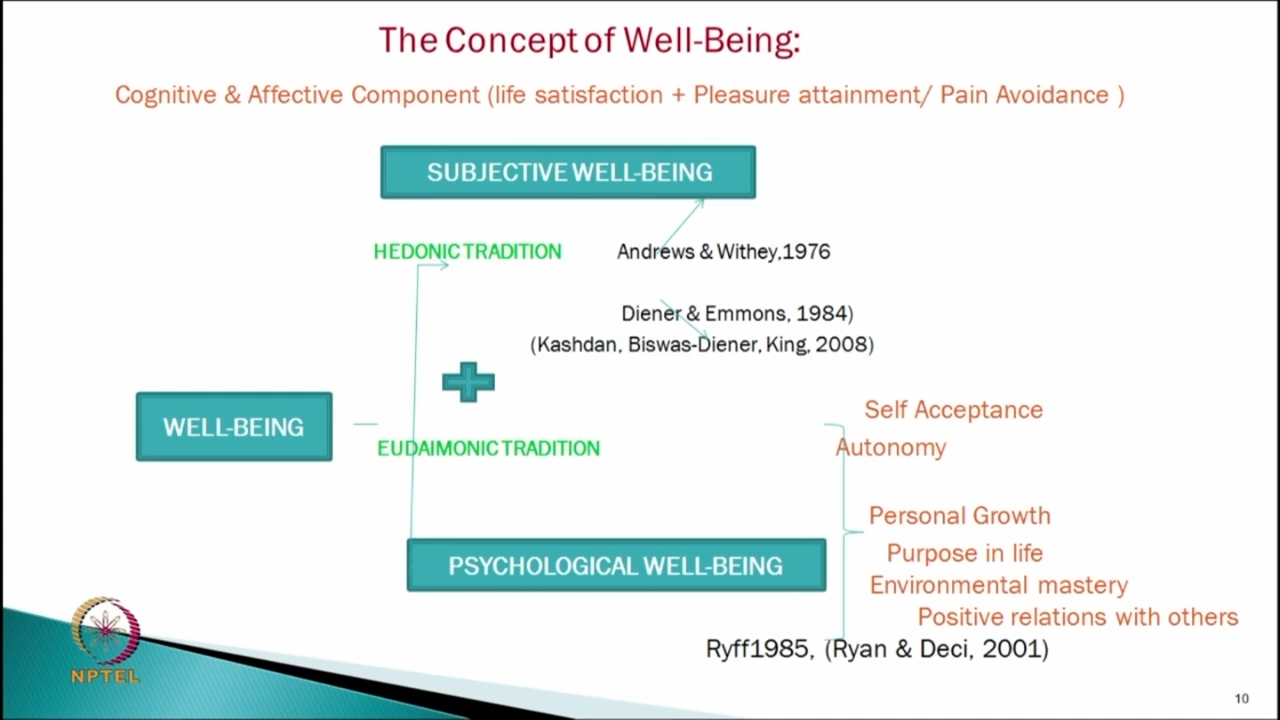 The Concept of Well-Being:
Cognitive & Affective Component (life satisfaction + Pleasure attainment/ Pain Avoidance )
SUBJECTIVE WELL-BEING
HEDONIC TRADITION Andrews & Withey,1976
Diener & Emmons, 1984)
(Kashdan, Biswas-Diener, King, 2008)
WELL-BEING
EUDAIMONIC TRADITION
Self Acceptance
Autonomy
Personal Growth
Purpose in life
Environmental mastery
Positive relations with others
PSYCHOLOGICAL WELL-BEING
Ryff1985, (Ryan & Deci, 2001)
NPTEL
10